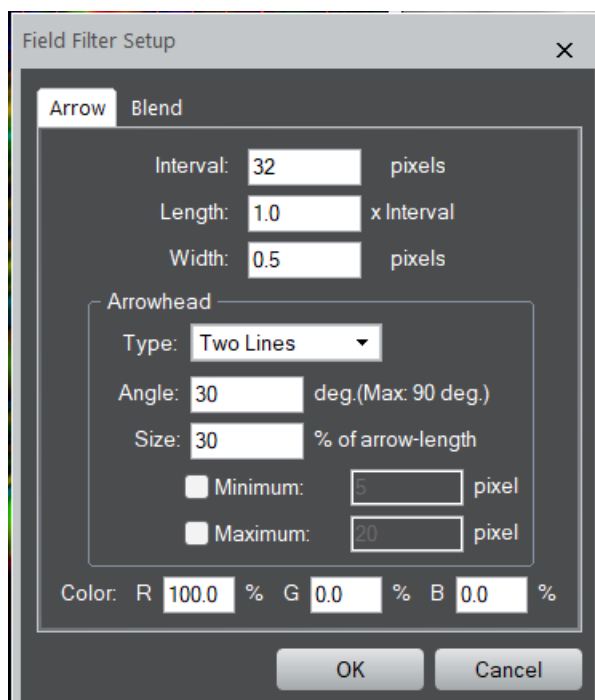 Field Filter Setup
Arrow Blend
Interval: 32 pixels
Length: 1.0 x Interval
Width: 0.5 pixels
Arrowhead
Type: Two Lines
Angle: 30 deg.(Max: 90 deg.)
Size: 30 % of arrow-length
Minimum: 5 pixel
Maximum: 20 pixel
Color: R 100.0 % G 0.0 % B 0.0 %
OK Cancel